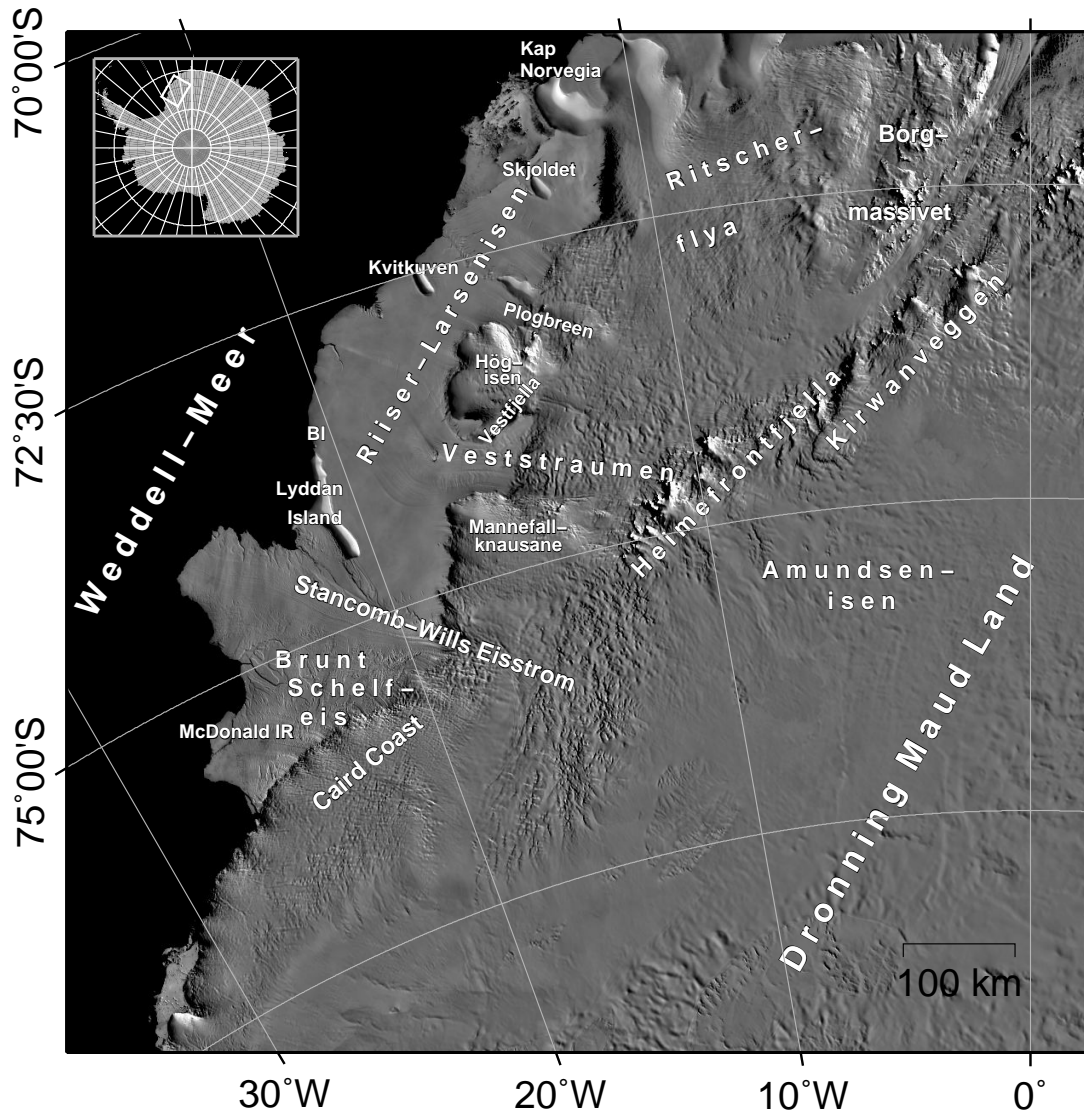 70°00'S
72°30'S
75°00'S
Kap
Norvegia
Skjoldet
Ritscher–
flya
Borg–
massivet
Kvitkuven
Riiser–Larsenisen
Plogbreen
Hög–
isen
Vestfjella
Kirwanveggen
Heimefrontfjella
Weddell–Meer
BI
Veststraumen
Lyddan
Island
Mannefall–
knausane
Amundsen–
isen
Stancomb–Wills Eisstrom
Brunt
Schelf–
eis
McDonald IR
Caird Coast
Dronning Maud Land
100 km
30°W
20°W
10°W
0°